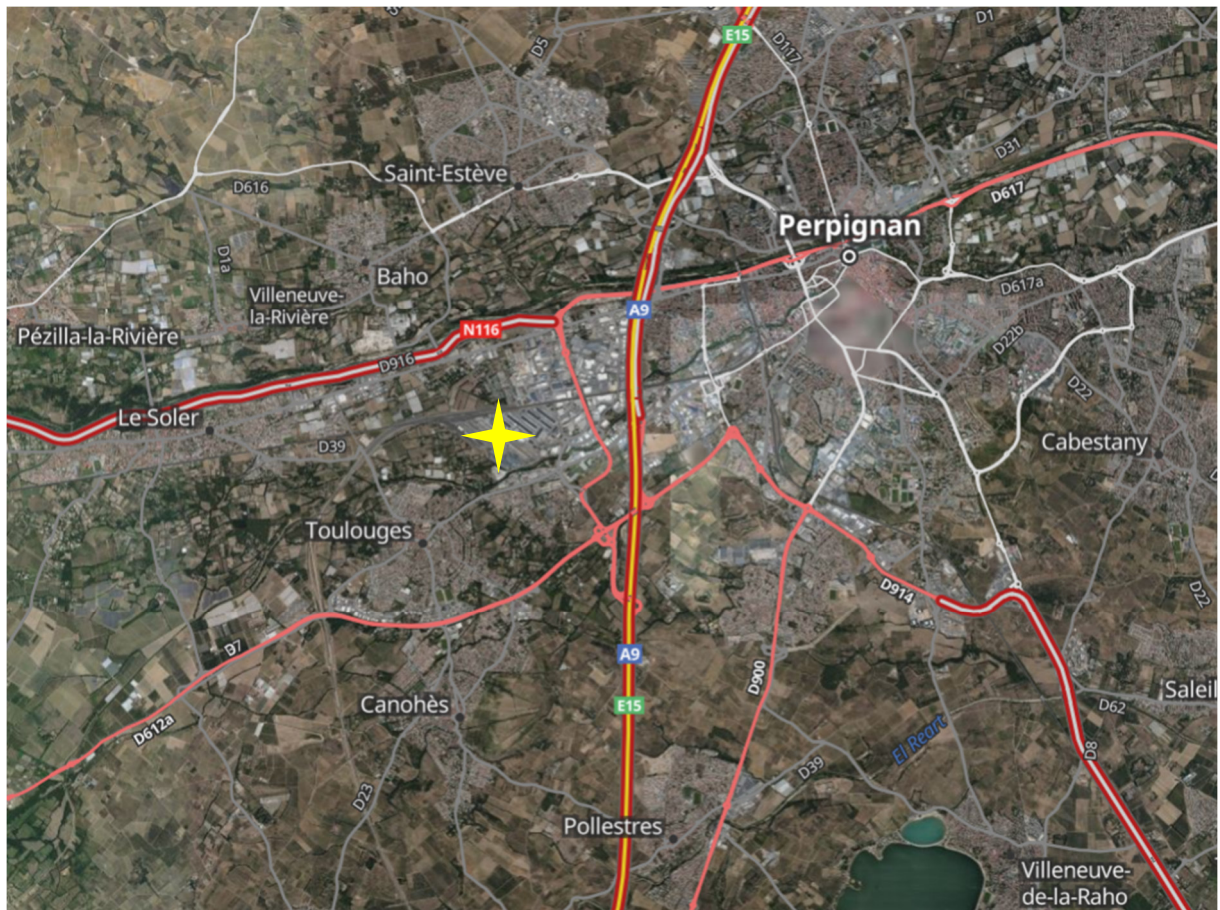 E15
D1
D5
D117
D31
Saint-Estève
D616
D617
Perpignan
D1a
Baho
D617a
Villeneuve-
la-Rivière
A9
N116
Pézilla-la-Rivière
D22b
D916
D22
Le Soler
D39
Cabestany
Toulouges
D914
D22
D7
A9
D900
Canohès
E15
Saleil
D62
D612a
El Reart
D8
D39
D23
Pollestres
Villeneuve-
de-la-Raho